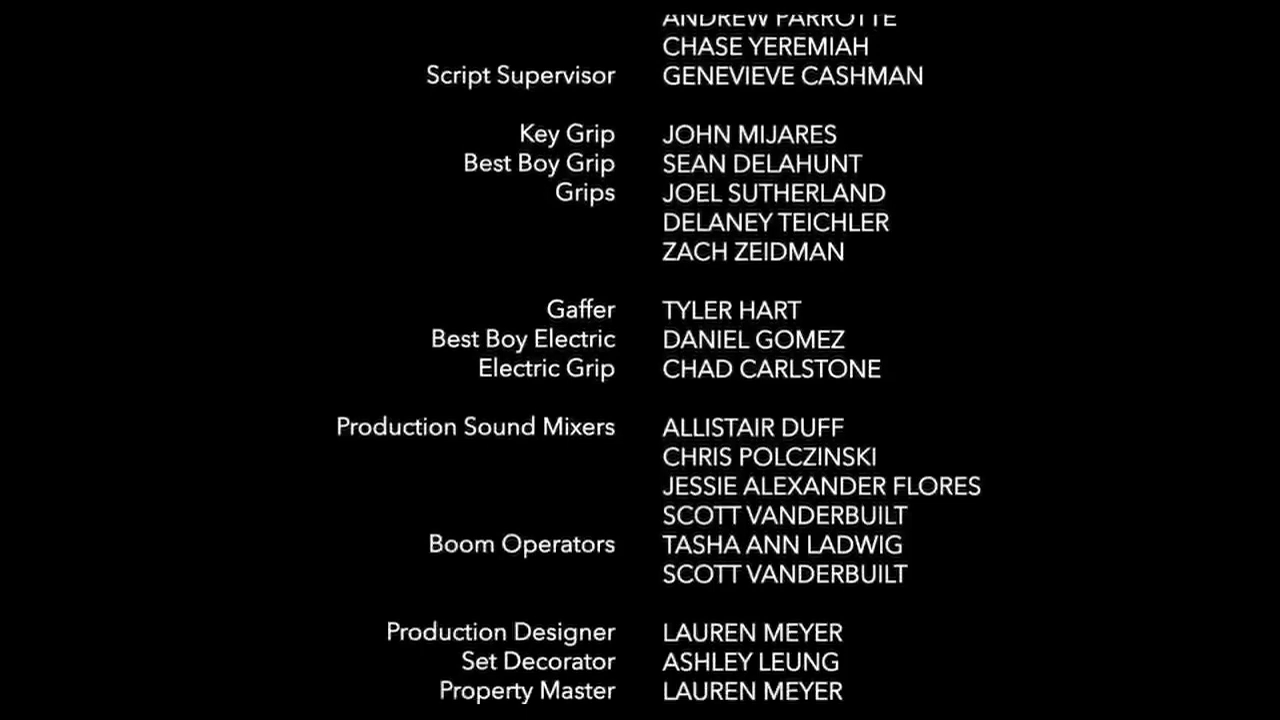 ANDREW PARROTTE
CHASE YEREMIAH
Script Supervisor GENEVIEVE CASHMAN
Key Grip JOHN MIJARES
Best Boy Grip SEAN DELAHUNT
Grips JOEL SUTHERLAND
DELANEY TEICHLER
ZACH ZEIDMAN
Gaffer TYLER HART
Best Boy Electric DANIEL GOMEZ
Electric Grip CHAD CARLSTONE
Production Sound Mixers ALLISTAIR DUFF
CHRIS POLCZINSKI
JESSIE ALEXANDER FLORES
SCOTT VANDERBUILT
Boom Operators TASHA ANN LADWIG
SCOTT VANDERBUILT
Production Designer LAUREN MEYER
Set Decorator ASHLEY LEUNG
Property Master LAUREN MEYER